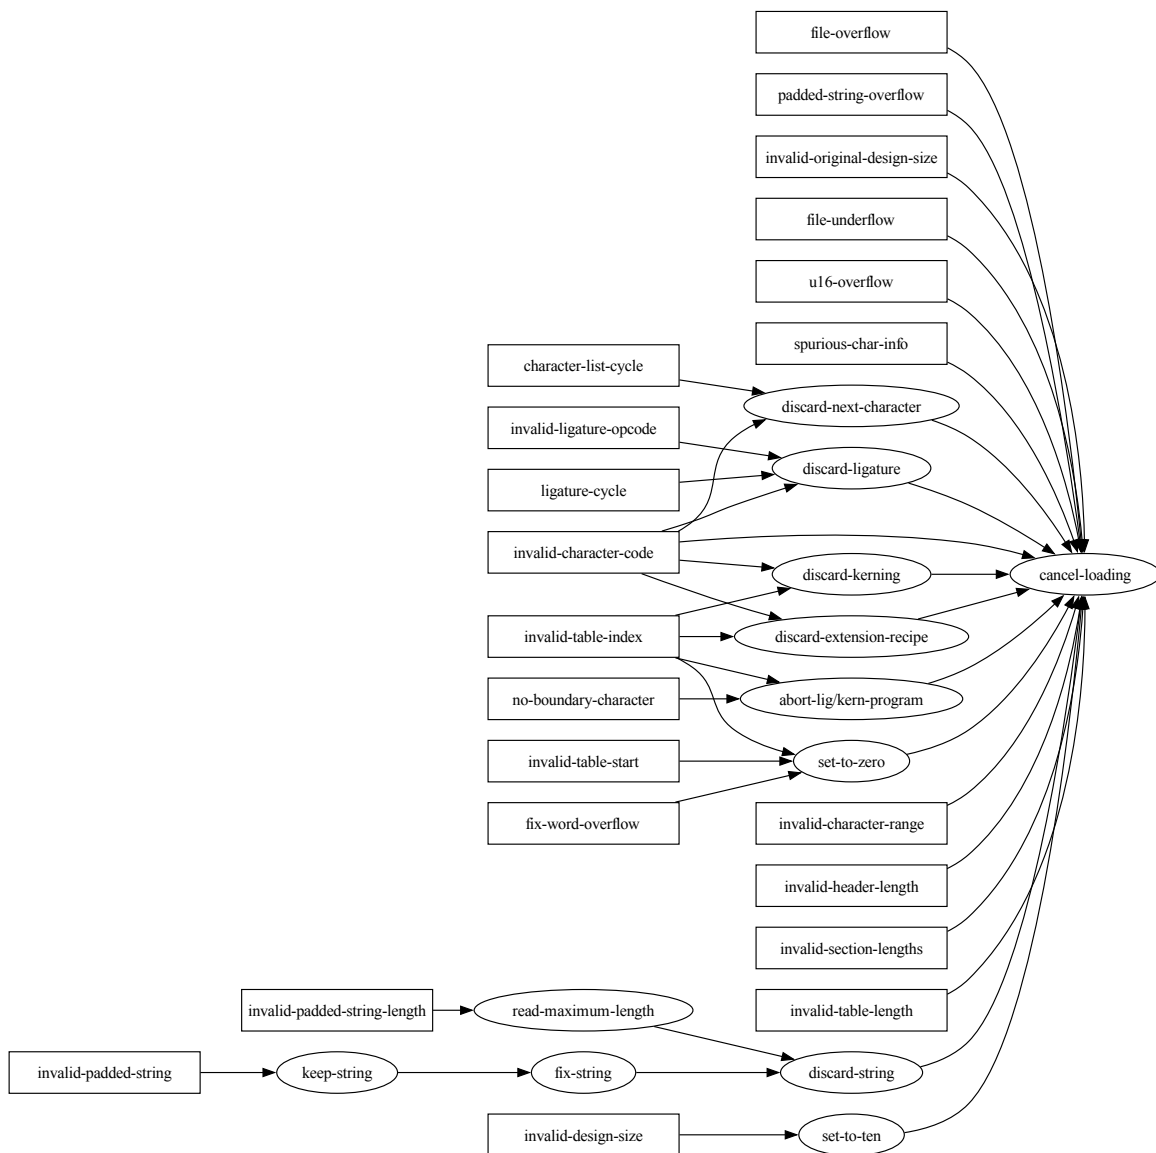 file-overflow
padded-string-overflow
invalid-original-design-size
file-underflow
u16-overflow
spurious-char-info
character-list-cycle
discard-next-character
invalid-ligature-opcode
discard-ligature
ligature-cycle
invalid-character-code
discard-kerning
cancel-loading
invalid-table-index
discard-extension-recipe
no-boundary-character
abort-lig/kern-program
invalid-table-start
set-to-zero
fix-word-overflow
invalid-character-range
invalid-header-length
invalid-section-lengths
invalid-padded-string-length
read-maximum-length
invalid-table-length
invalid-padded-string
keep-string
fix-string
discard-string
invalid-design-size
set-to-ten